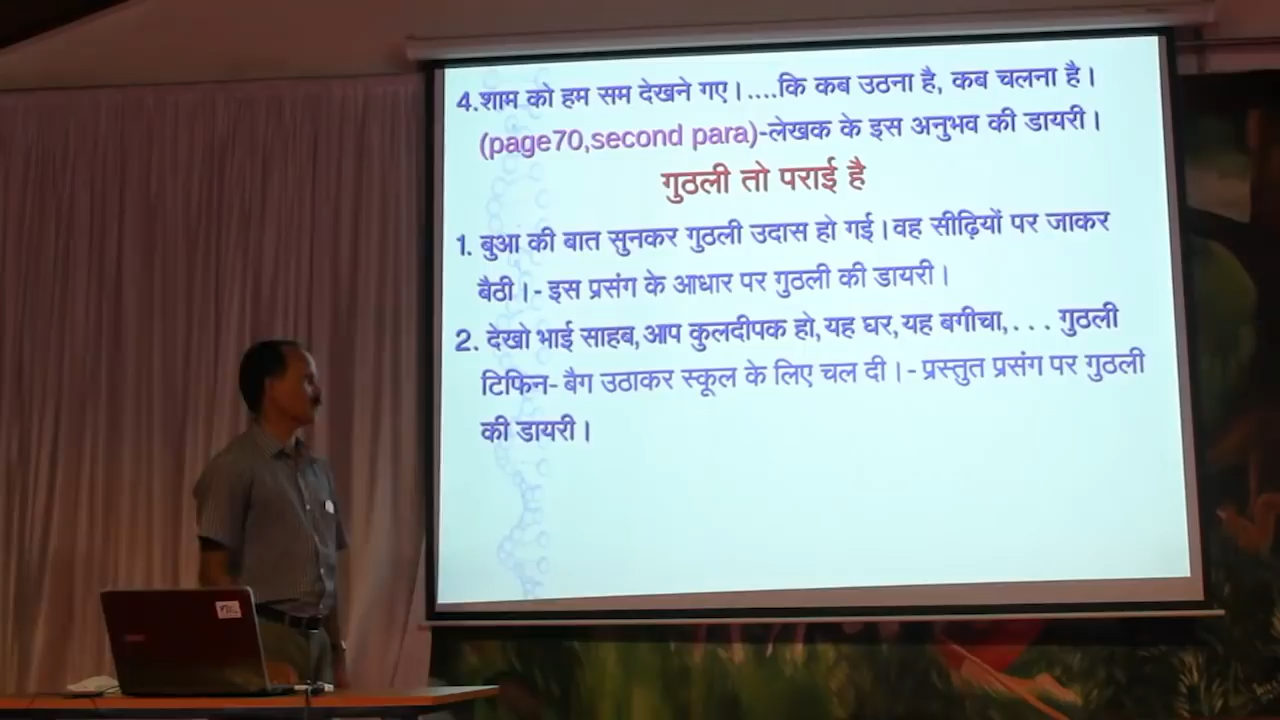 4.शाम को हम सम देखने गए।....कि कब उठना है, कब चलना है।
(page70,second para)-लेखक के इस अनुभव की डायरी।
गुठली तो पराई है
1. बुआ की बात सुनकर गुठली उदास हो गई।वह सीढ़ियों पर जाकर
बैठी।- इस प्रसंग के आधार पर गुठली की डायरी।
2. देखो भाई साहब,आप कुलदीपक हो,यह घर,यह बगीचा,. . . गुठली
टिफिन- बैग उठाकर स्कूल के लिए चल दी।- प्रस्तुत प्रसंग पर गुठली
की डायरी।